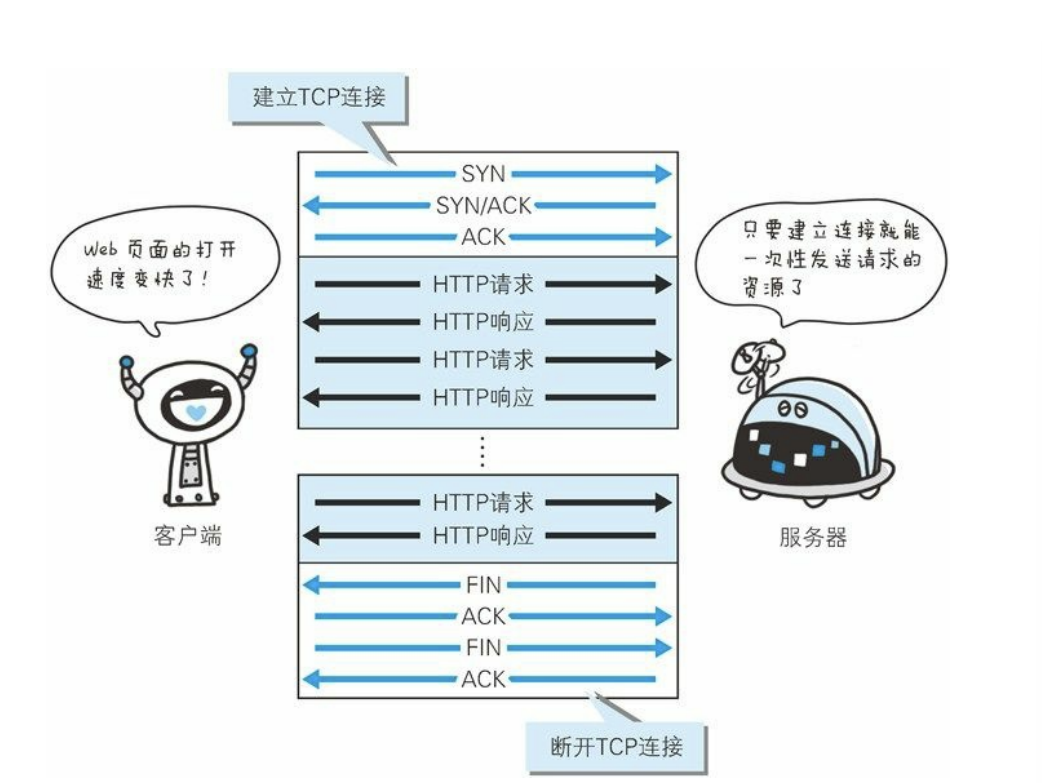 建立TCP连接
SYN
SYN/ACK
ACK
Web 页面的打开
速度变快了!
只要建立连接就能
一次性发送请求的
资源了
HTTP请求
HTTP响应
HTTP请求
HTTP响应
HTTP请求
HTTP响应
客户端
服务器
FIN
ACK
FIN
ACK
断开TCP连接